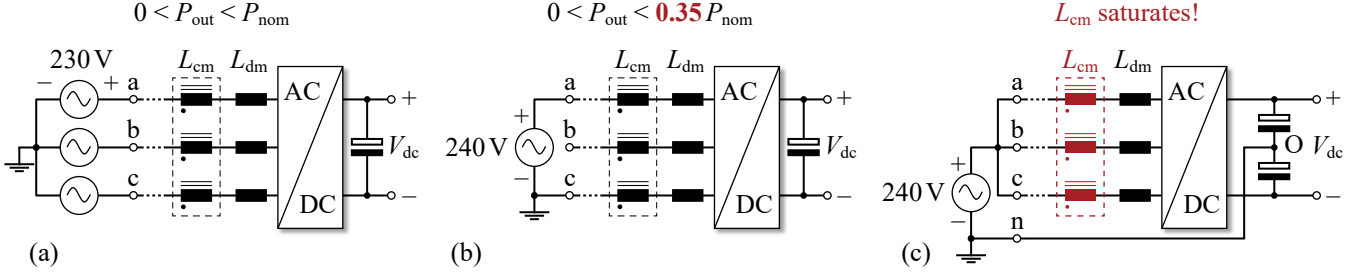 0 < P_out < P_nom
230 V
L_cm
L_dm
− +
a
b
c
AC
DC
+
V_dc
−
(a)
0 < P_out < 0.35 P_nom
L_cm
L_dm
a
b
c
+
240 V
−
AC
DC
+
V_dc
−
(b)
L_cm saturates!
L_cm
L_dm
a
b
c
n
+
240 V
−
AC
DC
+
O V_dc
−
(c)